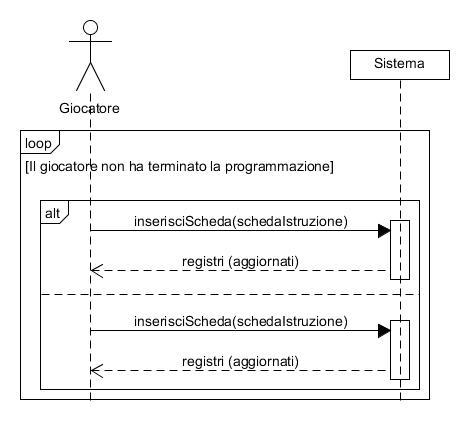 Sistema
Giocatore
loop
[Il giocatore non ha terminato la programmazione]
alt
inserisciScheda(schedaIstruzione)
registri (aggiornati)
inserisciScheda(schedaIstruzione)
registri (aggiornati)